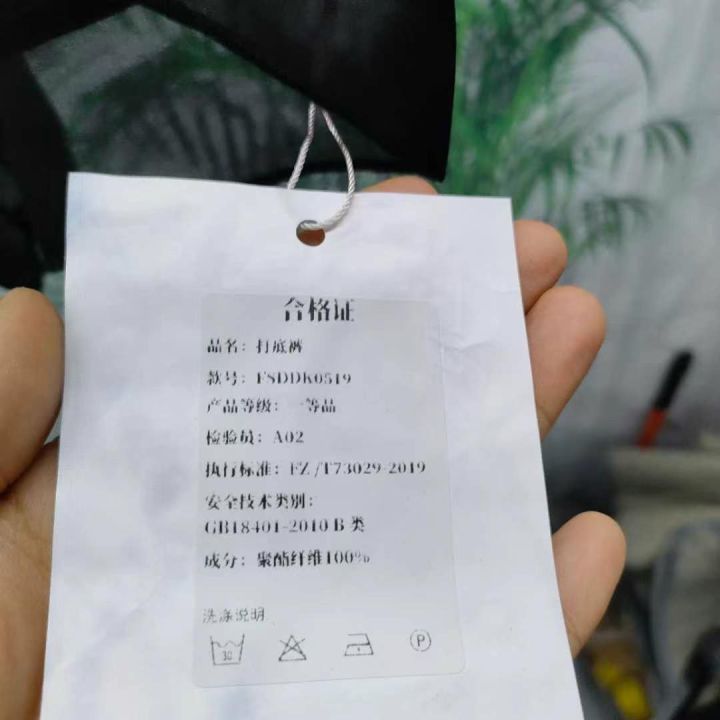 合格证
品名：打底裤
款号：FSDDK0519
产品等级：一等品
检验员：A02
执行标准：FZ/T73029-2019
安全技术类别：
GB18401-2010 B 类
成分：聚酯纤维100%
洗涤说明
30
P